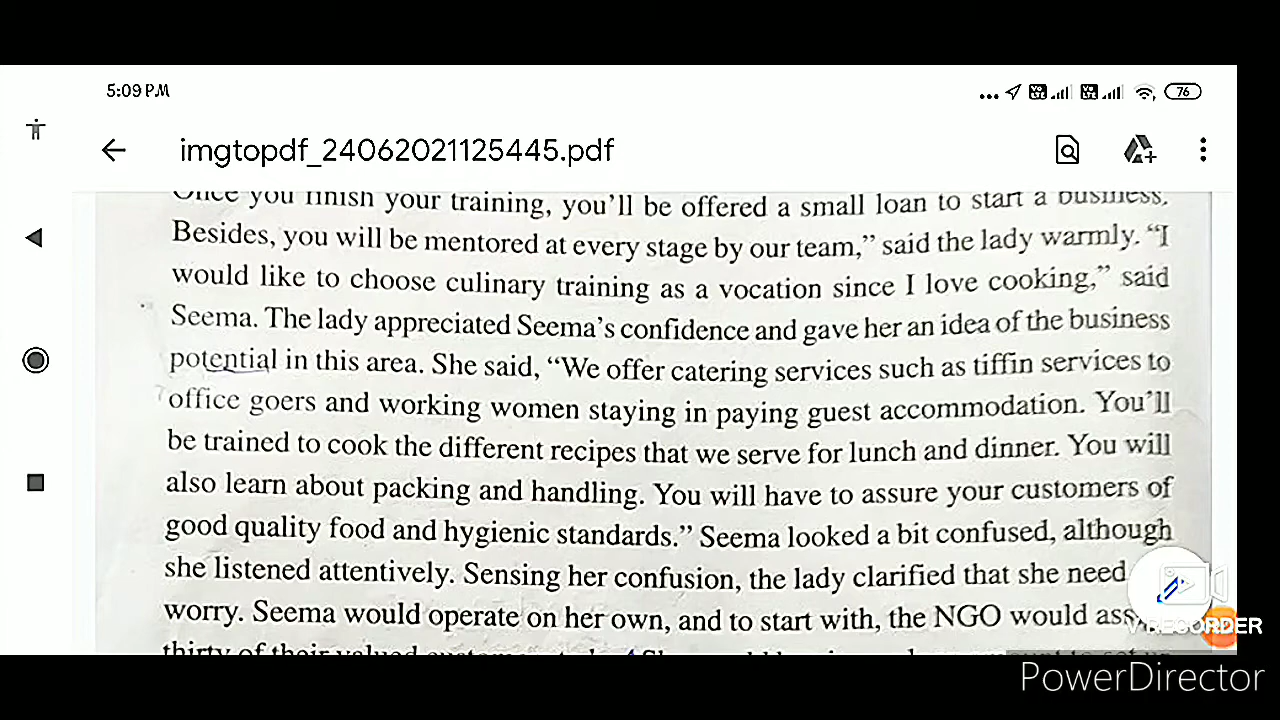 5:09 PM
76
imgtopdf_24062021125445.pdf
Once you finish your training, you'll be offered a small loan to start a business.
Besides, you will be mentored at every stage by our team," said the lady warmly. "I
would like to choose culinary training as a vocation since I love cooking," said
Seema. The lady appreciated Seema's confidence and gave her an idea of the business
potential in this area. She said, "We offer catering services such as tiffin services to
office goers and working women staying in paying guest accommodation. You'll
be trained to cook the different recipes that we serve for lunch and dinner. You will
also learn about packing and handling. You will have to assure your customers of
good quality food and hygienic standards." Seema looked a bit confused, although
she listened attentively. Sensing her confusion, the lady clarified that she need
worry. Seema would operate on her own, and to start with, the NGO would
thirty of their valued
RECORDER
PowerDirector